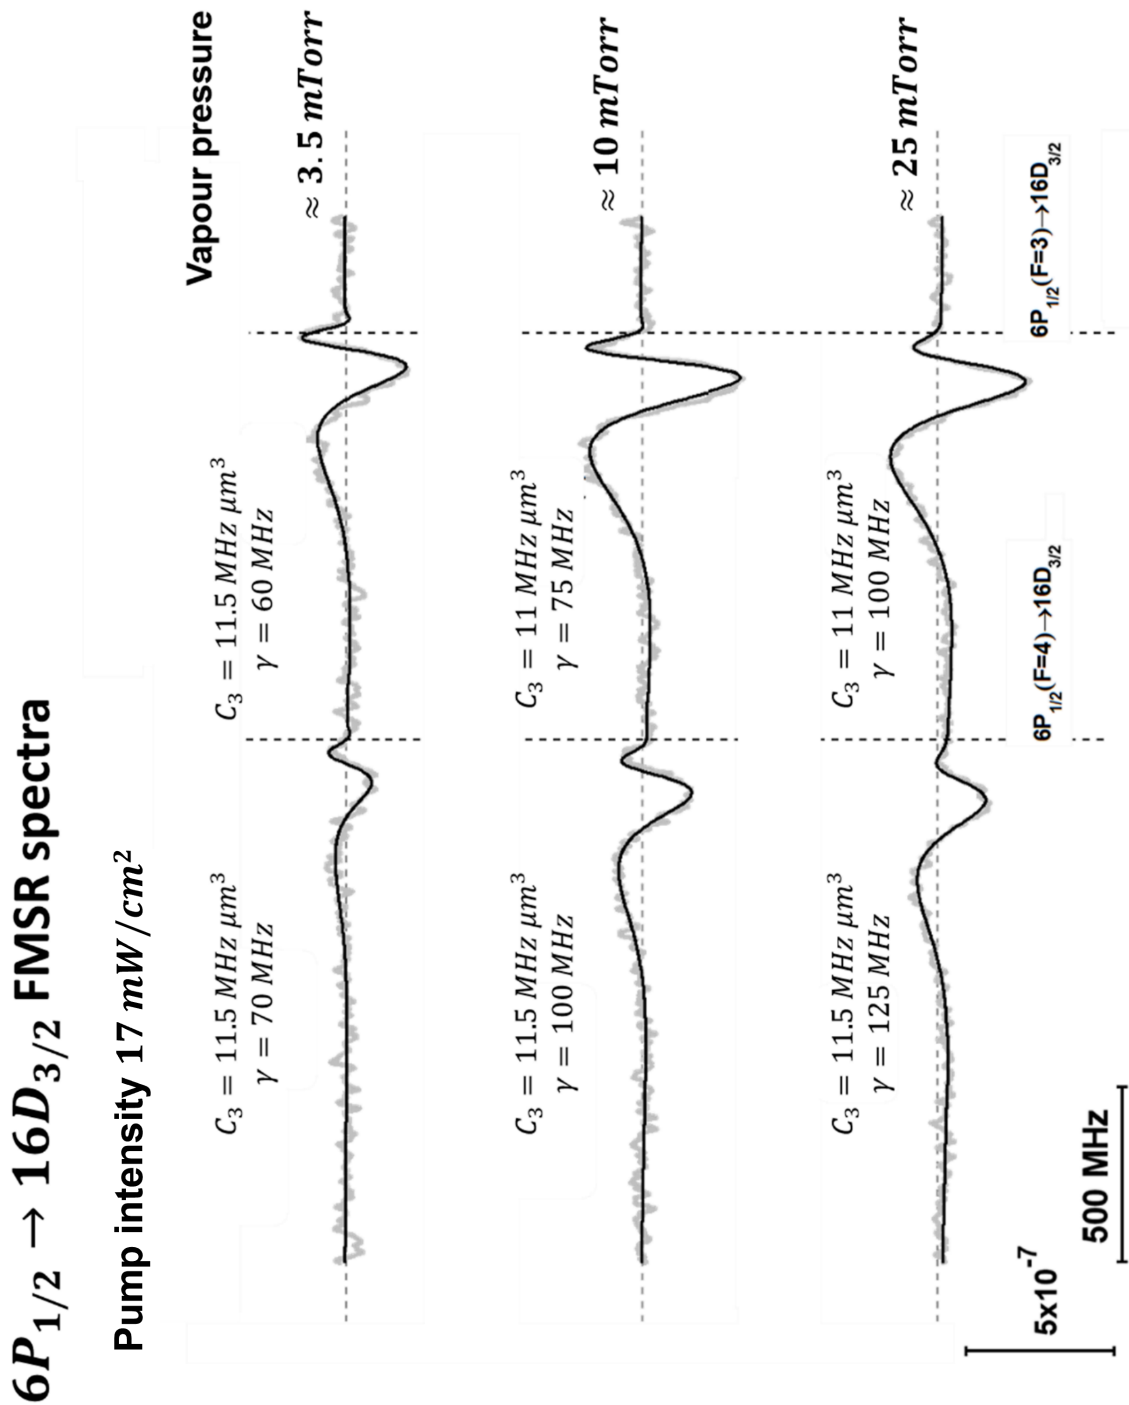 6P1/2 → 16D3/2 FMSR spectra
Pump intensity 17 mW/cm²
Vapour pressure
C₃ = 11.5 MHz μm³
γ = 70 MHz
C₃ = 11.5 MHz μm³
γ = 60 MHz
≈ 3.5 mTorr
C₃ = 11.5 MHz μm³
γ = 100 MHz
C₃ = 11 MHz μm³
γ = 75 MHz
≈ 10 mTorr
C₃ = 11.5 MHz μm³
γ = 125 MHz
C₃ = 11 MHz μm³
γ = 100 MHz
≈ 25 mTorr
5x10⁻⁷
500 MHz
6P1/2(F=4)→16D3/2
6P1/2(F=3)→16D3/2